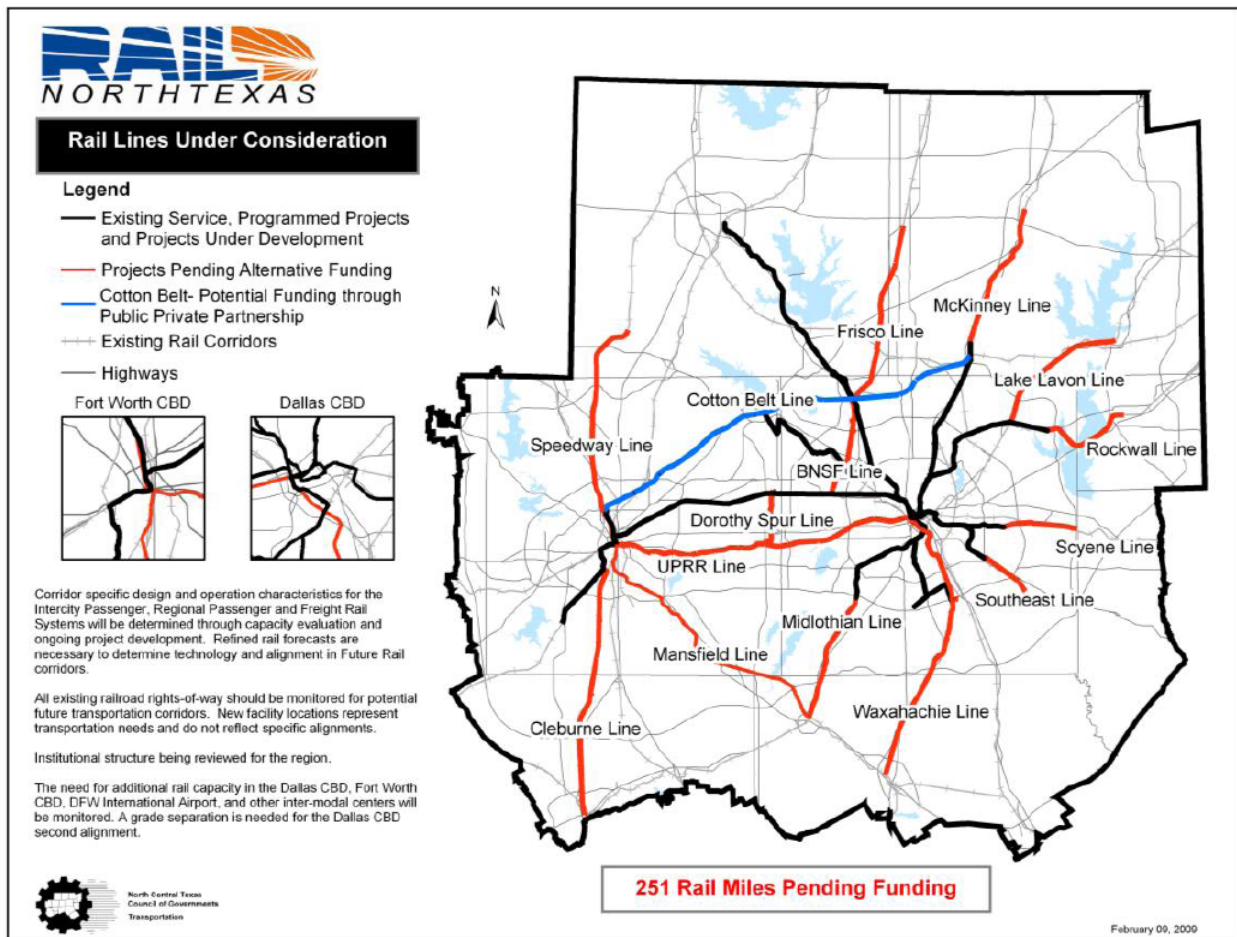 RAIL
NORTHTEXAS
Rail Lines Under Consideration
Legend
Existing Service, Programmed Projects
and Projects Under Development
Projects Pending Alternative Funding
Cotton Belt- Potential Funding through
Public Private Partnership
Existing Rail Corridors
Highways
Fort Worth CBD
Dallas CBD
Corridor specific design and operation characteristics for the
Intercity Passenger, Regional Passenger and Freight Rail
Systems will be determined through capacity evaluation and
ongoing project development. Refined rail forecasts are
necessary to determine technology and alignment in Future Rail
corridors.
All existing railroad rights-of-way should be monitored for potential
future transportation corridors. New facility locations represent
transportation needs and do not reflect specific alignments.
Institutional structure being reviewed for the region.
The need for additional rail capacity in the Dallas CBD, Fort Worth
CBD, DFW International Airport, and other inter-modal centers will
be monitored. A grade separation is needed for the Dallas CBD
second alignment.
North Central Texas
Council of Governments
Transportation
N
McKinney Line
Frisco Line
Lake Lavon Line
Cotton Belt Line
Speedway Line
Rockwall Line
BNSF Line
Dorothy Spur Line
Scyene Line
UPRR Line
Southeast Line
Midlothian Line
Mansfield Line
Waxahachie Line
Cleburne Line
251 Rail Miles Pending Funding
February 09, 2009